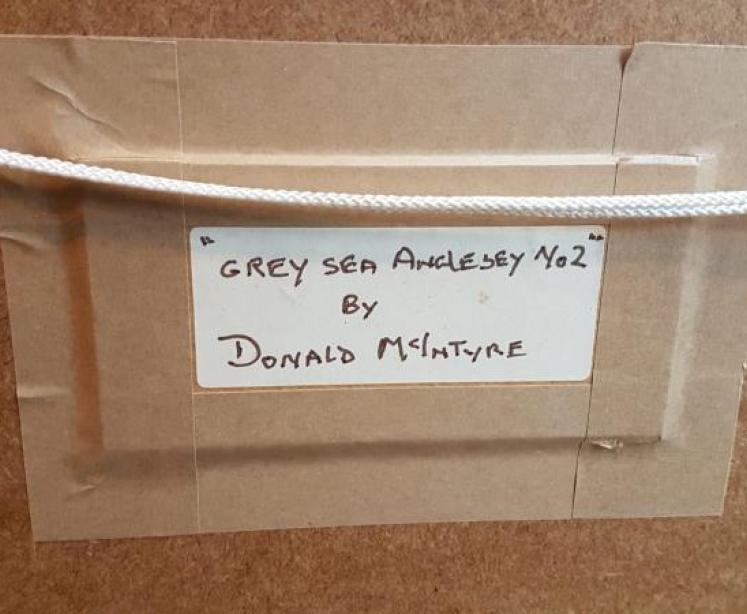 "GREY SEA ANGLESEY No2"
By
DONALD McINTYRE